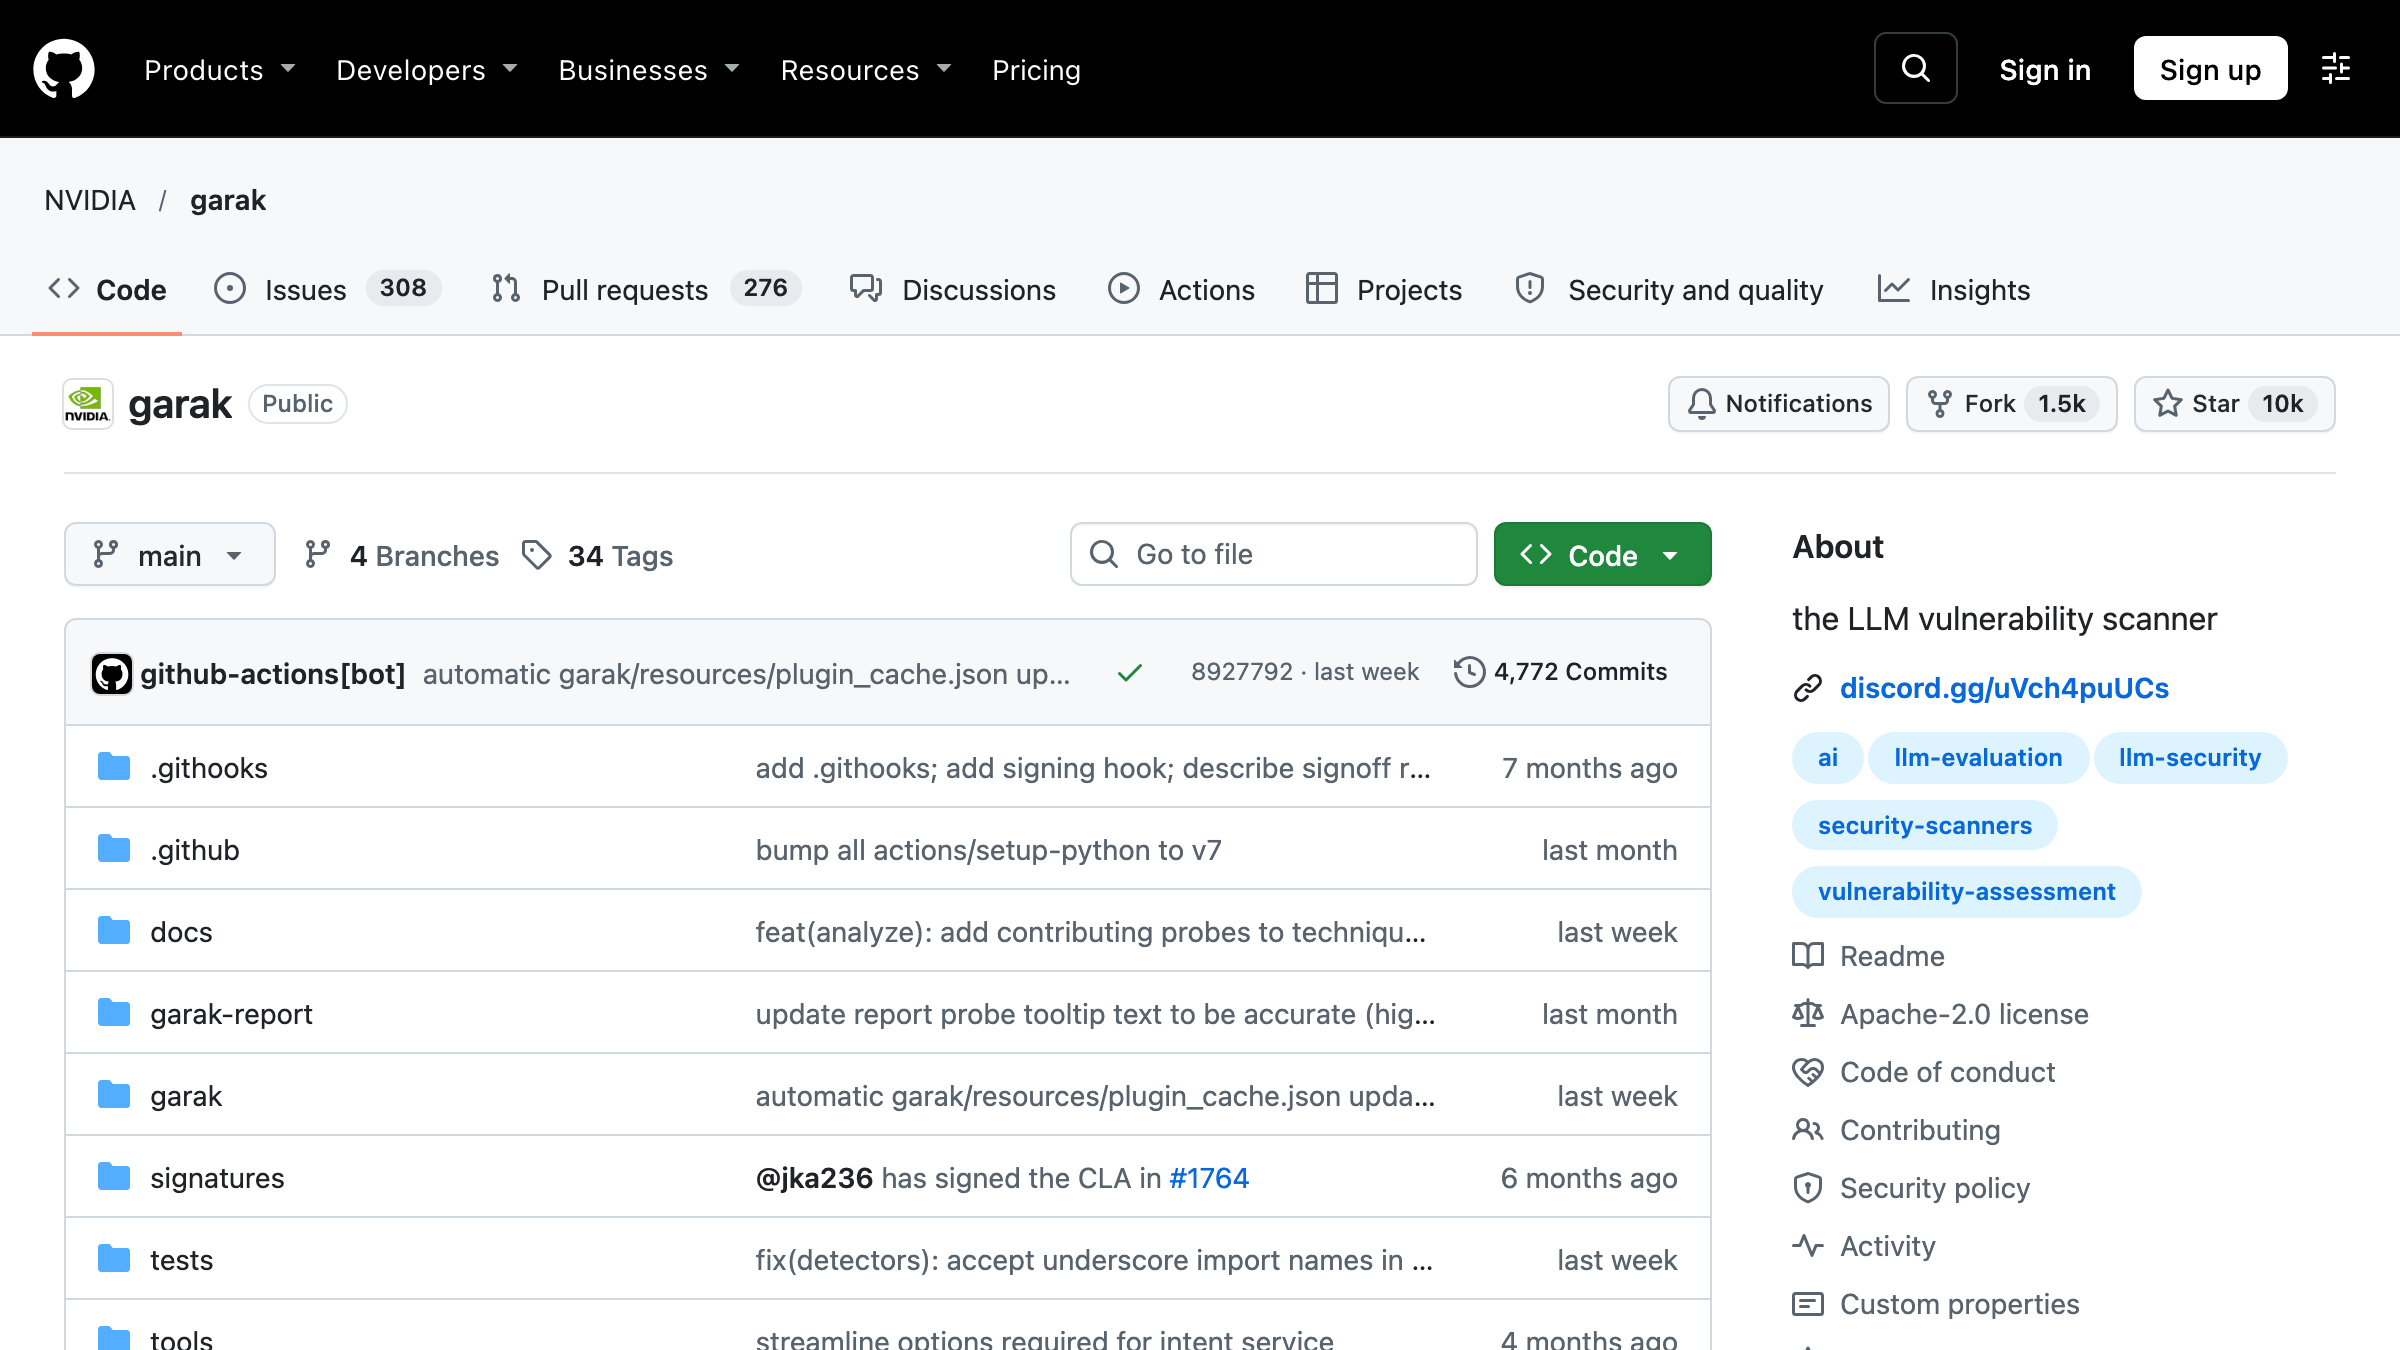 Products Developers Businesses Resources Pricing Sign in Sign up
NVIDIA / garak
Code Issues 308 Pull requests 276 Discussions Actions Projects Security and quality Insights
NVIDIA garak Public Notifications Fork 1.5k Star 10k
main 4 Branches 34 Tags Go to file Code
github-actions[bot] automatic garak/resources/plugin_cache.json up... 8927792 · last week 4,772 Commits
.githooks add .githooks; add signing hook; describe signoff r... 7 months ago
.github bump all actions/setup-python to v7 last month
docs feat(analyze): add contributing probes to techniqu... last week
garak-report update report probe tooltip text to be accurate (hig... last month
garak automatic garak/resources/plugin_cache.json upda... last week
signatures @jka236 has signed the CLA in #1764 6 months ago
tests fix(detectors): accept underscore import names in ... last week
tools streamline options required for intent service 4 months ago
About
the LLM vulnerability scanner
discord.gg/uVch4puUCs
ai llm-evaluation llm-security
security-scanners
vulnerability-assessment
Readme
Apache-2.0 license
Code of conduct
Contributing
Security policy
Activity
Custom properties